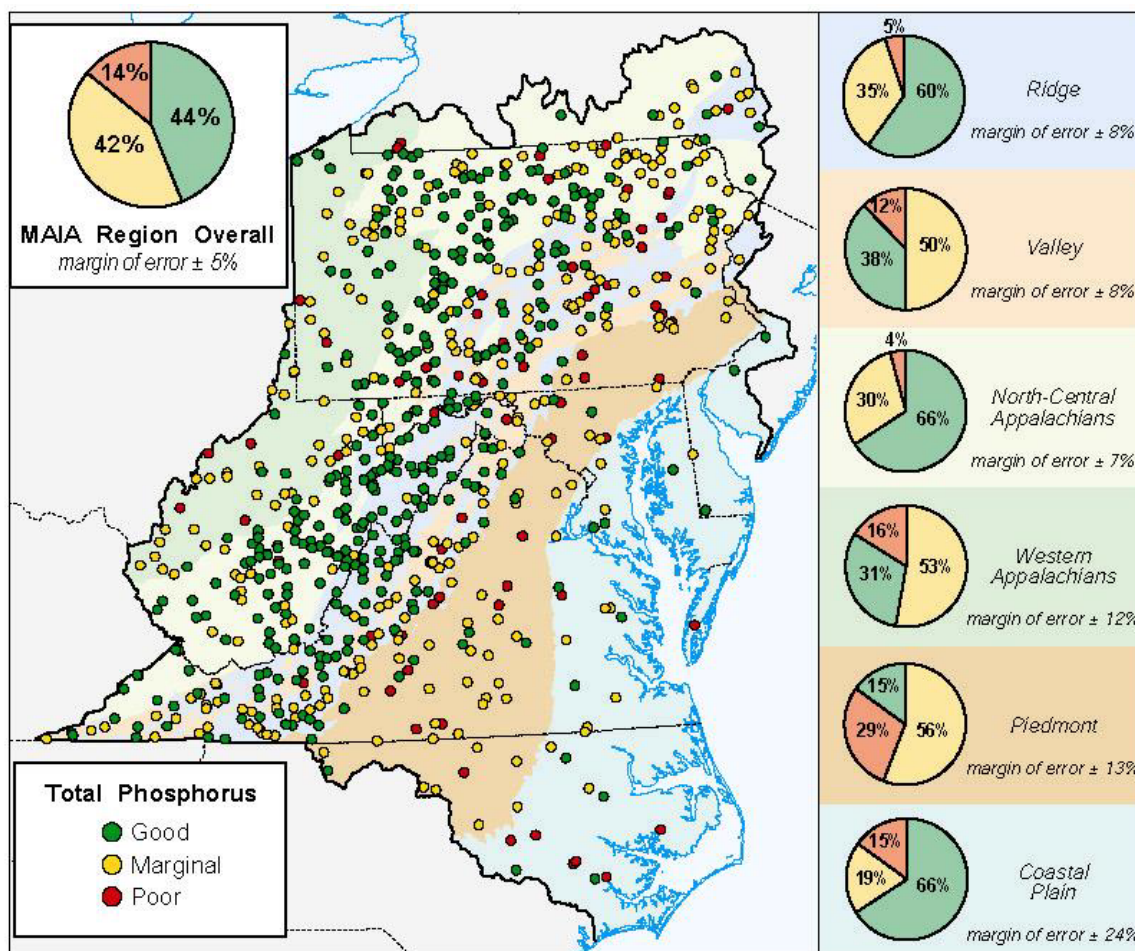 14%
44%
42%
MAIA Region Overall
margin of error ± 5%
Total Phosphorus
Good
Marginal
Poor
5%
35%
60%
Ridge
margin of error ± 8%
12%
50%
38%
Valley
margin of error ± 8%
4%
30%
66%
North-Central
Appalachians
margin of error ± 7%
16%
53%
31%
Western
Appalachians
margin of error ± 12%
15%
29%
56%
Piedmont
margin of error ± 13%
15%
19%
66%
Coastal
Plain
margin of error ± 24%